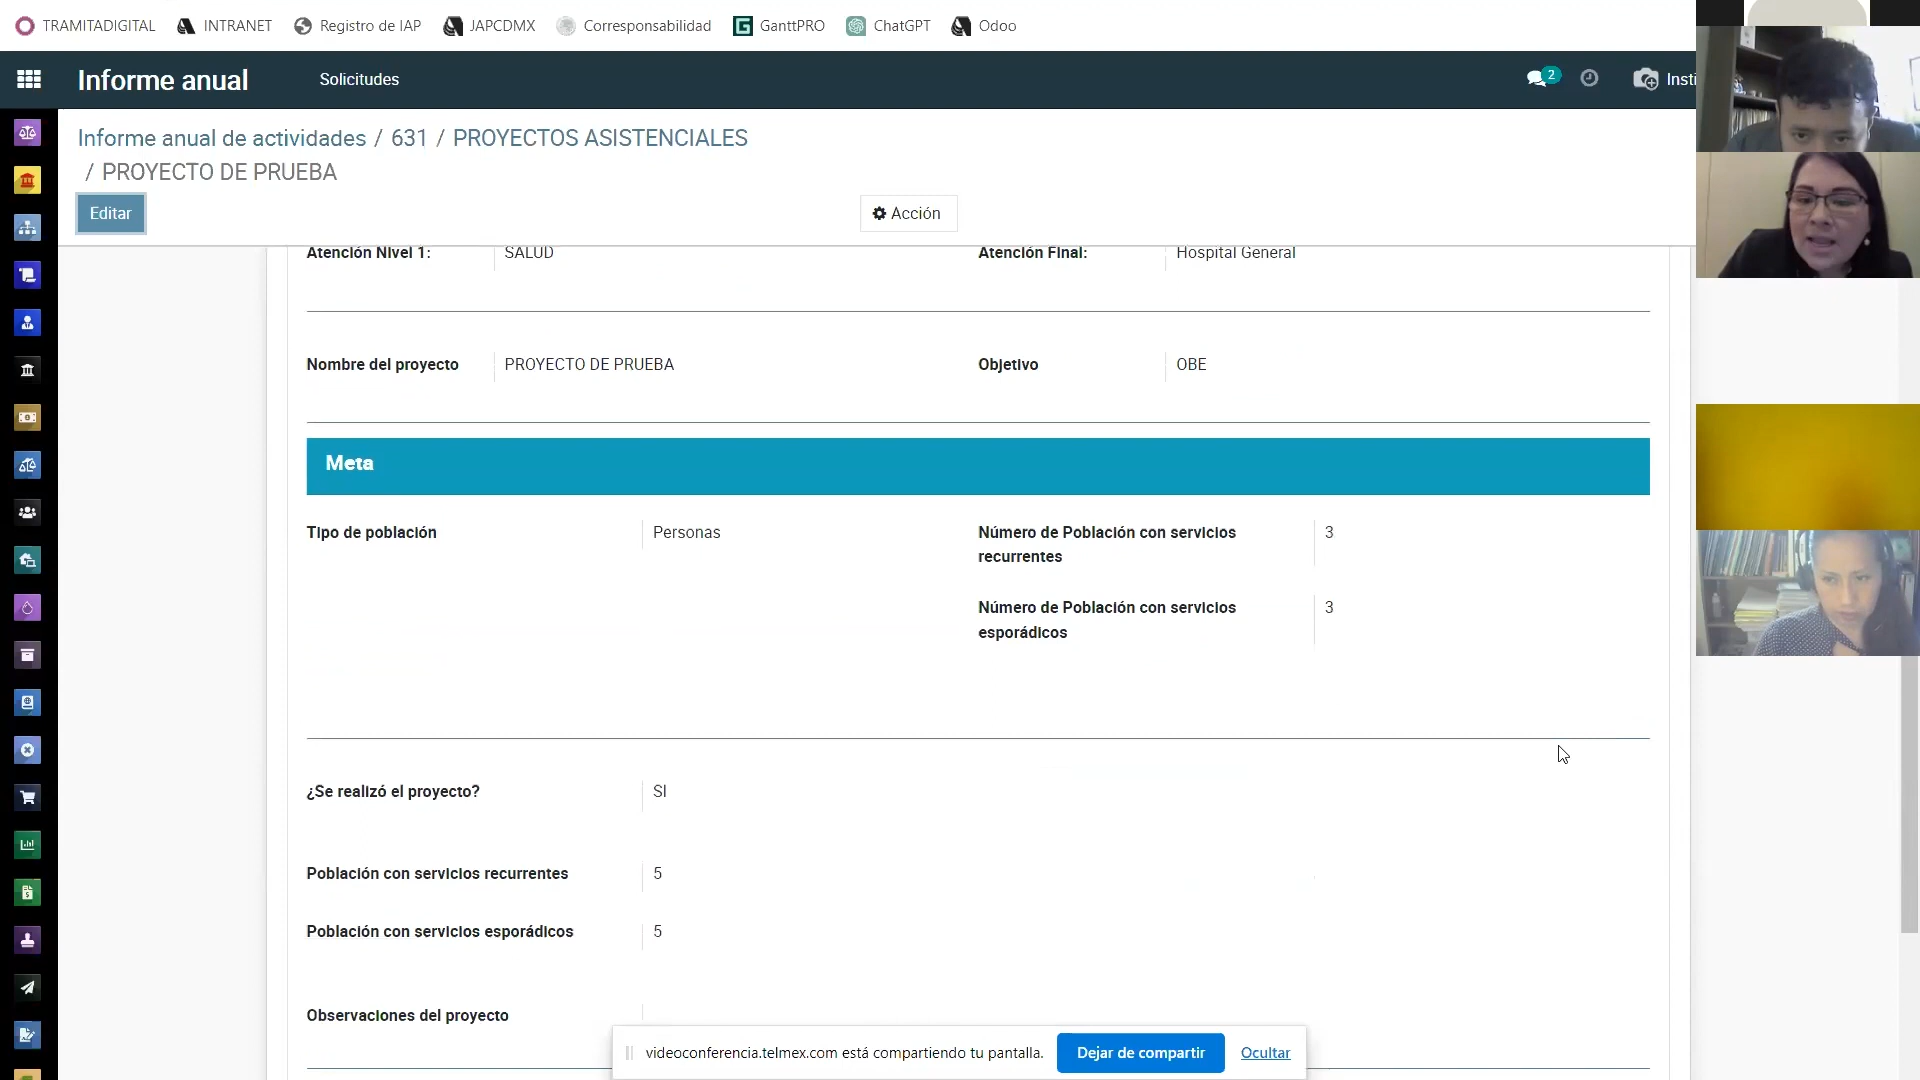 TRAMITADIGITAL INTRANET Registro de IAP JAPCDMX Corresponsabilidad GanttPRO ChatGPT Odoo
Informe anual Solicitudes 2 Insti
Informe anual de actividades / 631 / PROYECTOS ASISTENCIALES
/ PROYECTO DE PRUEBA
Editar Acción
Atención Nivel 1: SALUD Atención Final: Hospital General
Nombre del proyecto PROYECTO DE PRUEBA Objetivo OBE
Meta
Tipo de población Personas Número de Población con servicios 3
recurrentes
Número de Población con servicios 3
esporádicos
¿Se realizó el proyecto? SI
Población con servicios recurrentes 5
Población con servicios esporádicos 5
Observaciones del proyecto
videoconferencia.telmex.com está compartiendo tu pantalla. Dejar de compartir Ocultar